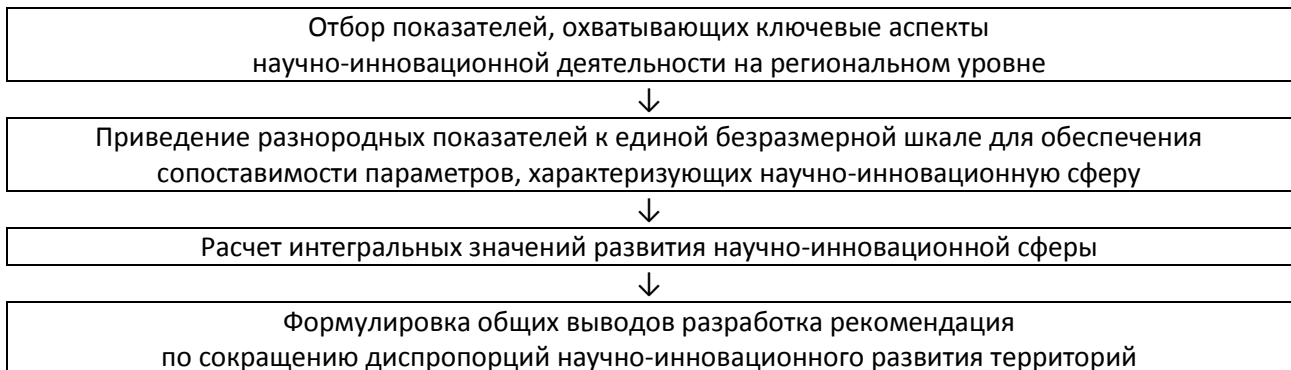 Отбор показателей, охватывающих ключевые аспекты
научно-инновационной деятельности на региональном уровне
↓
Приведение разнородных показателей к единой безразмерной шкале для обеспечения
сопоставимости параметров, характеризующих научно-инновационную сферу
↓
Расчет интегральных значений развития научно-инновационной сферы
↓
Формулировка общих выводов разработка рекомендация
по сокращению диспропорций научно-инновационного развития территорий